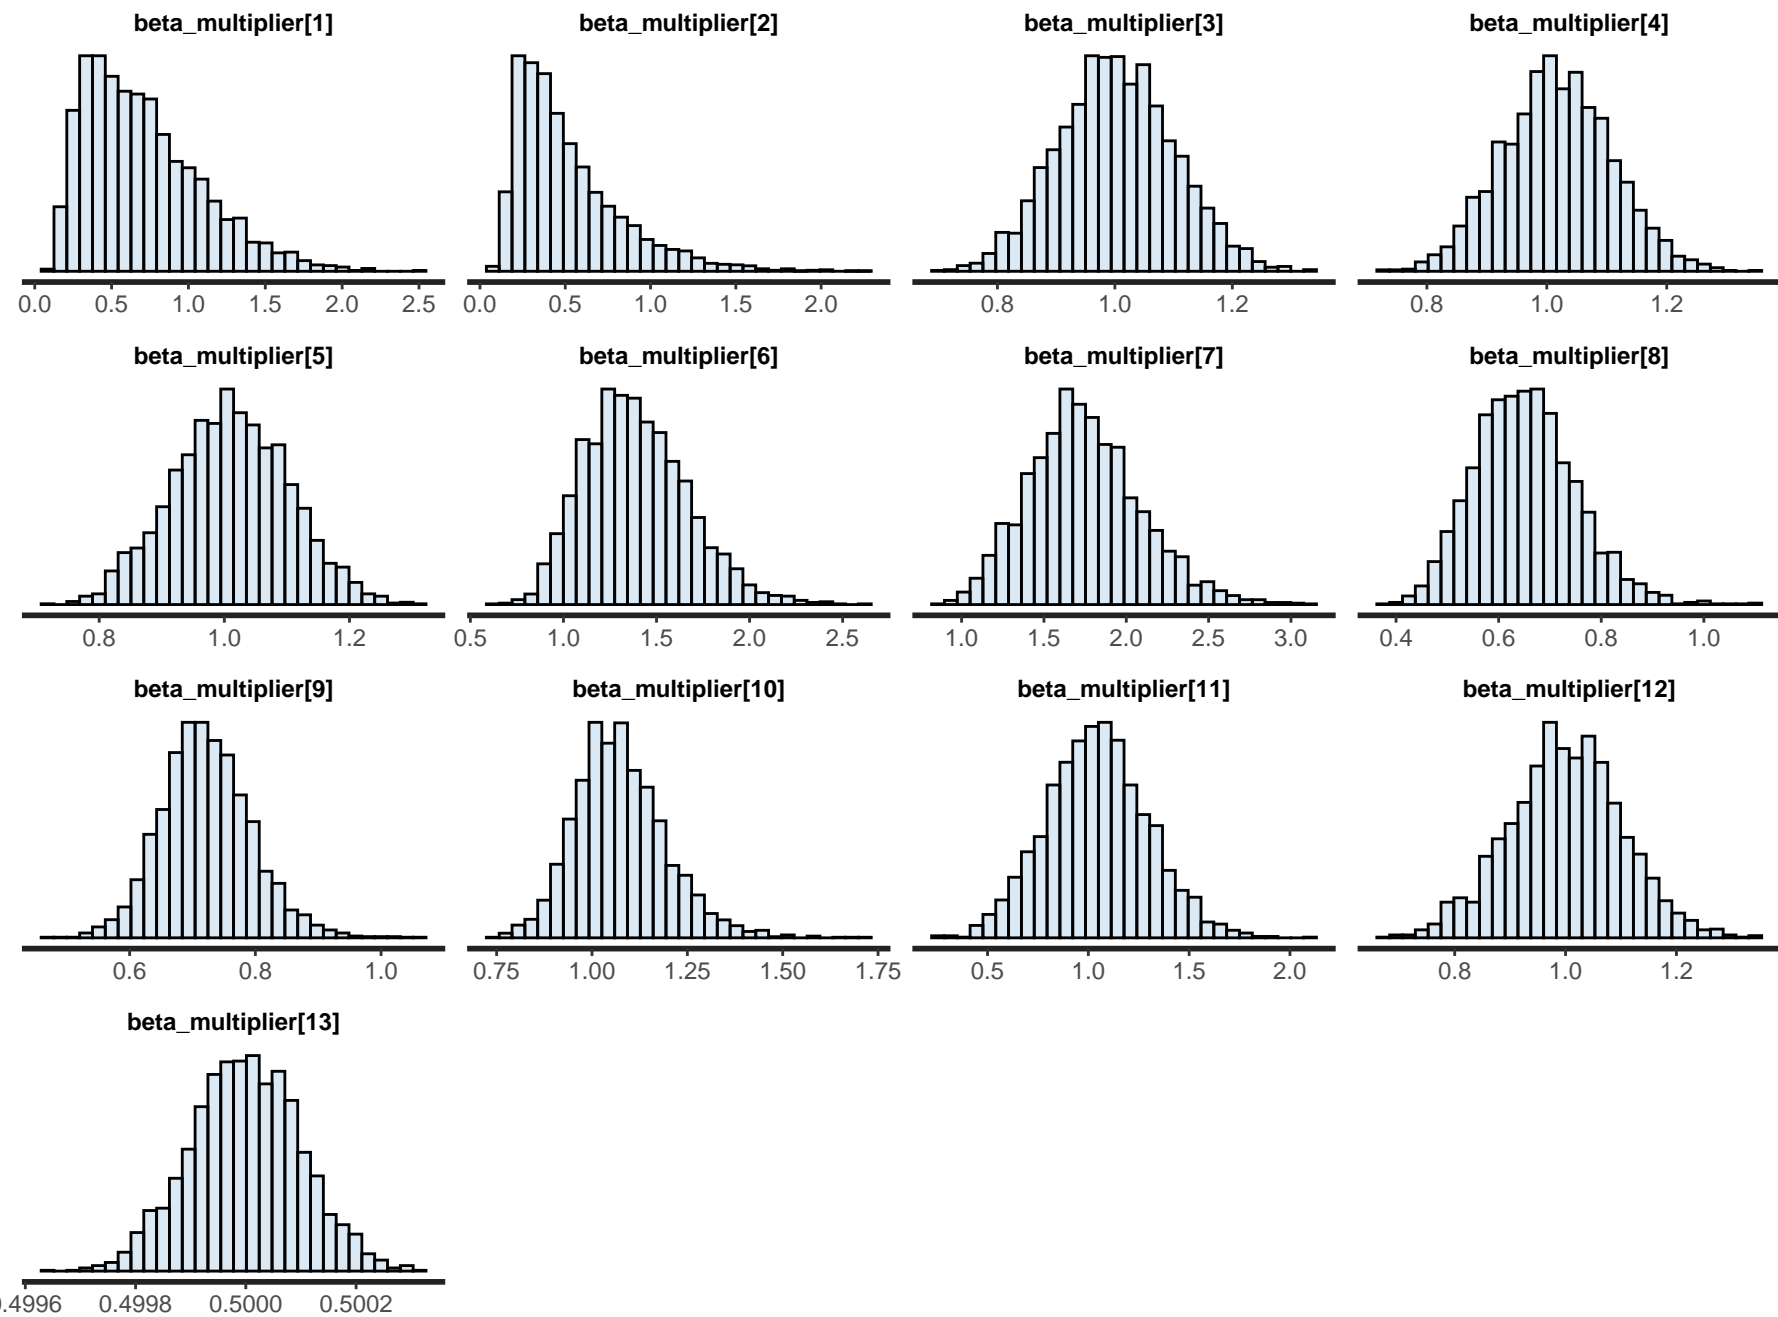 beta_multiplier[1] beta_multiplier[2] beta_multiplier[3] beta_multiplier[4]
0.0 0.5 1.0 1.5 2.0 2.5 0.0 0.5 1.0 1.5 2.0 0.8 1.0 1.2 0.8 1.0 1.2
beta_multiplier[5] beta_multiplier[6] beta_multiplier[7] beta_multiplier[8]
0.8 1.0 1.2 0.5 1.0 1.5 2.0 2.5 1.0 1.5 2.0 2.5 3.0 0.4 0.6 0.8 1.0
beta_multiplier[9] beta_multiplier[10] beta_multiplier[11] beta_multiplier[12]
0.6 0.8 1.0 0.75 1.00 1.25 1.50 1.75 0.5 1.0 1.5 2.0 0.8 1.0 1.2
beta_multiplier[13]
0.4996 0.4998 0.5000 0.5002